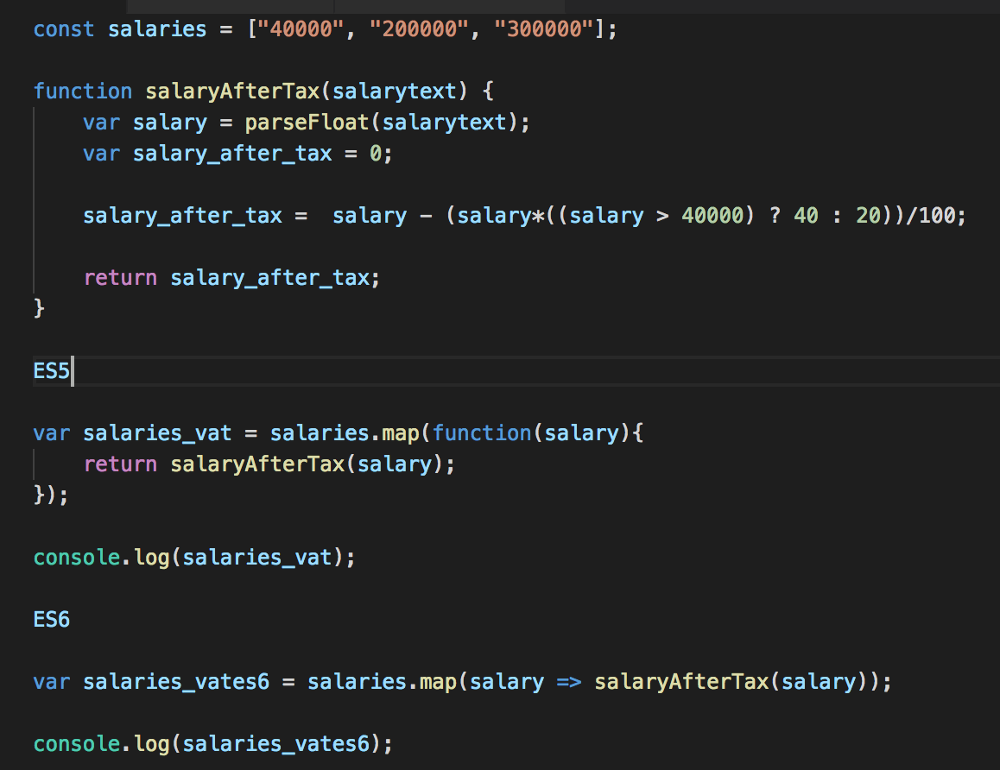 const salaries = ["40000", "200000", "300000"];
function salaryAfterTax(salarytext) {
var salary = parseFloat(salarytext);
var salary_after_tax = 0;
salary_after_tax =  salary - (salary*((salary > 40000) ? 40 : 20))/100;
return salary_after_tax;
}
ES5
var salaries_vat = salaries.map(function(salary){
return salaryAfterTax(salary);
});
console.log(salaries_vat);
ES6
var salaries_vates6 = salaries.map(salary => salaryAfterTax(salary));
console.log(salaries_vates6);